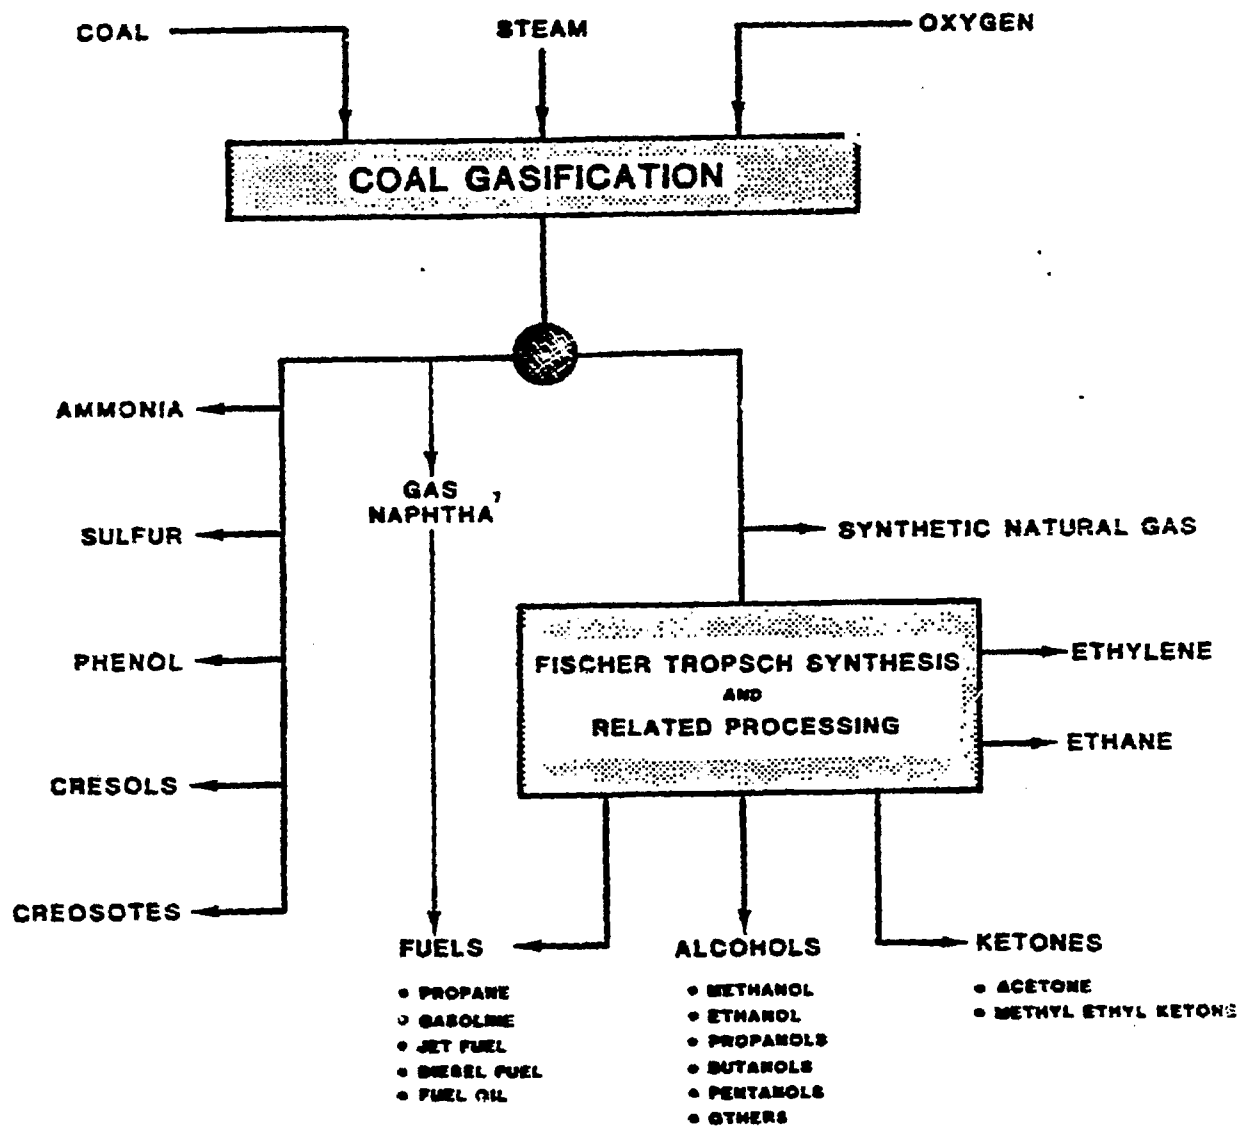 COAL
STEAM
OXYGEN
COAL GASIFICATION
AMMONIA
GAS
NAPHTHA
SULFUR
SYNTHETIC NATURAL GAS
PHENOL
FISCHER TROPSCH SYNTHESIS
AND
RELATED PROCESSING
ETHYLENE
ETHANE
CRESOLS
CREOSOTES
FUELS
• PROPANE
• GASOLINE
• JET FUEL
• DIESEL FUEL
• FUEL OIL
ALCOHOLS
• METHANOL
• ETHANOL
• PROPANOLS
• BUTANOLS
• PENTANOLS
• OTHERS
KETONES
• ACETONE
• METHYL ETHYL KETONE